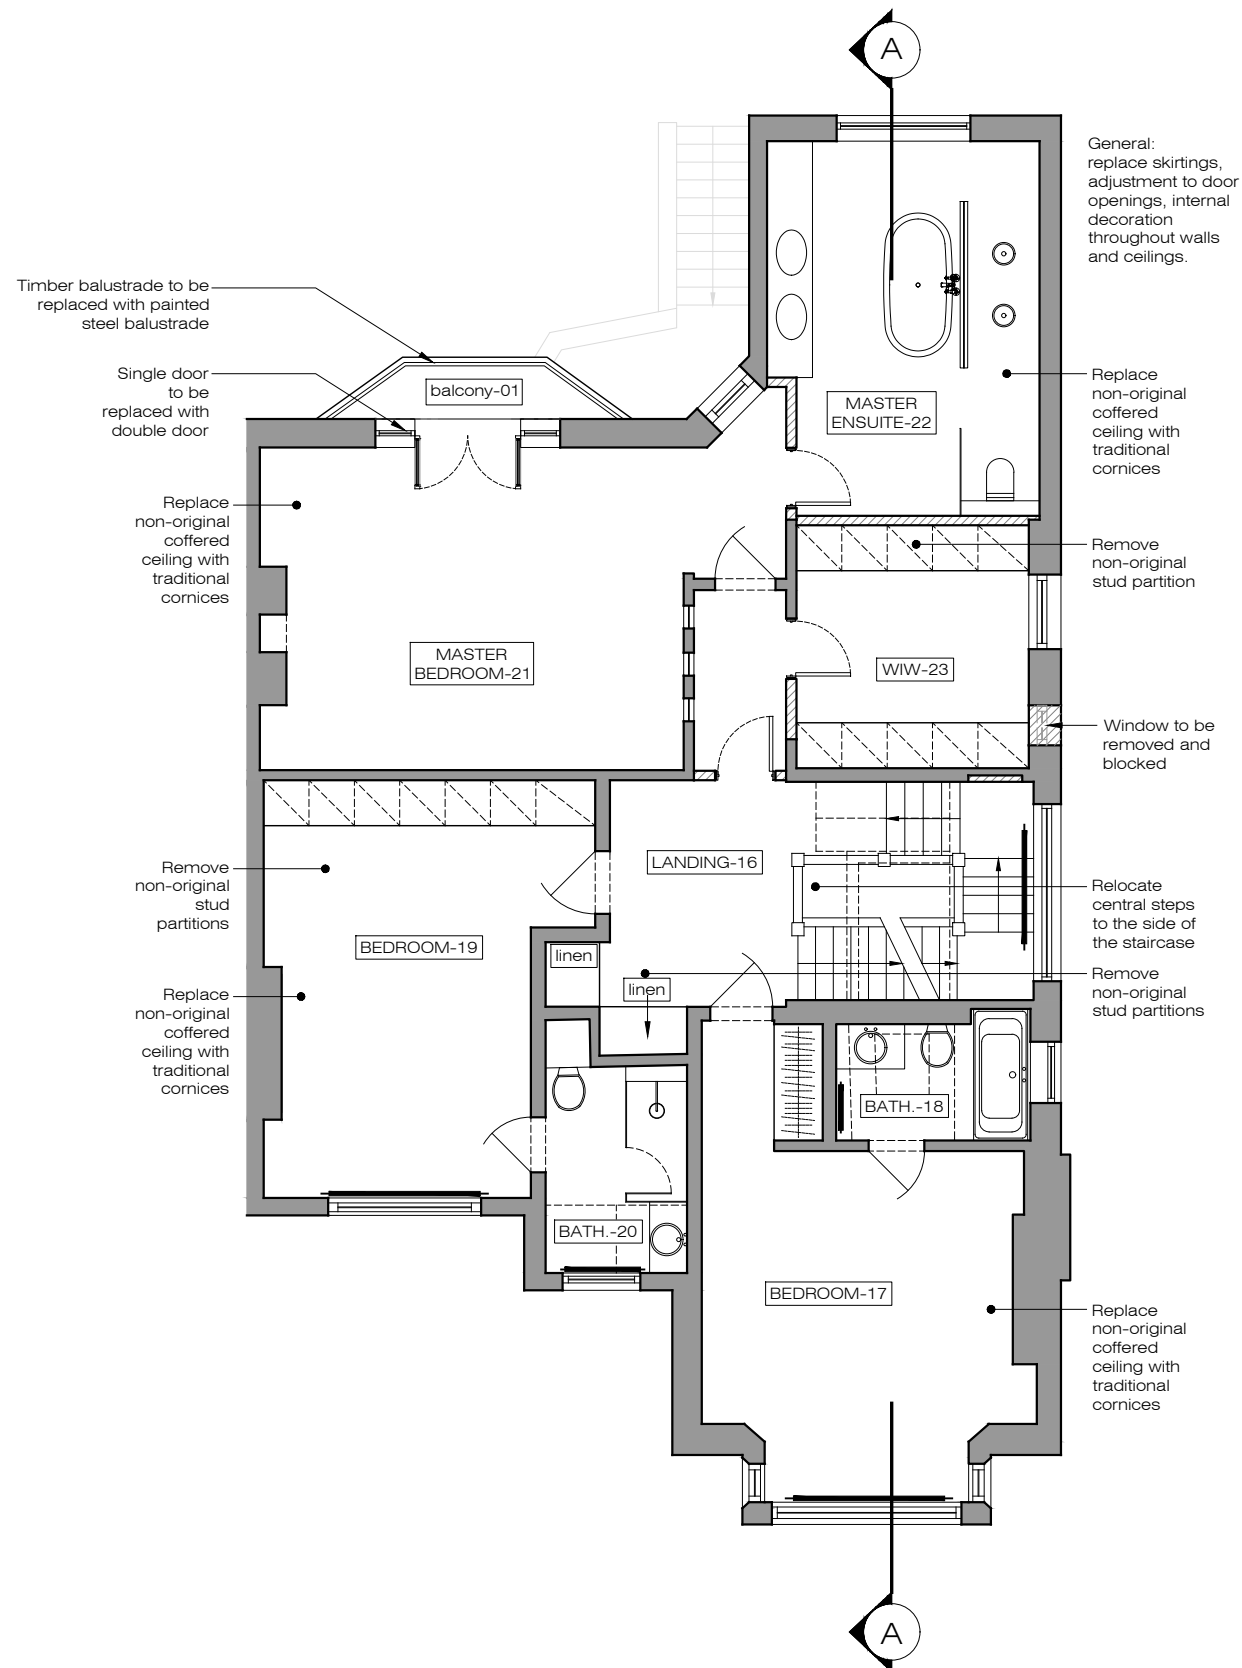 A
General:
replace skirtings,
adjustment to door
openings, internal
decoration
throughout walls
and ceilings.
Timber balustrade to be
replaced with painted
steel balustrade
Single door
to be
replaced with
double door
balcony-01
MASTER
ENSUITE-22
Replace
non-original
coffered
ceiling with
traditional
cornices
Replace
non-original
coffered
ceiling with
traditional
cornices
Remove
non-original
stud partition
MASTER
BEDROOM-21
WIW-23
Window to be
removed and
blocked
Remove
non-original
stud
partitions
LANDING-16
Relocate
central steps
to the side of
the staircase
BEDROOM-19
linen
linen
Remove
non-original
stud partitions
Replace
non-original
coffered
ceiling with
traditional
cornices
BATH.-18
BATH.-20
BEDROOM-17
Replace
non-original
coffered
ceiling with
traditional
cornices
A